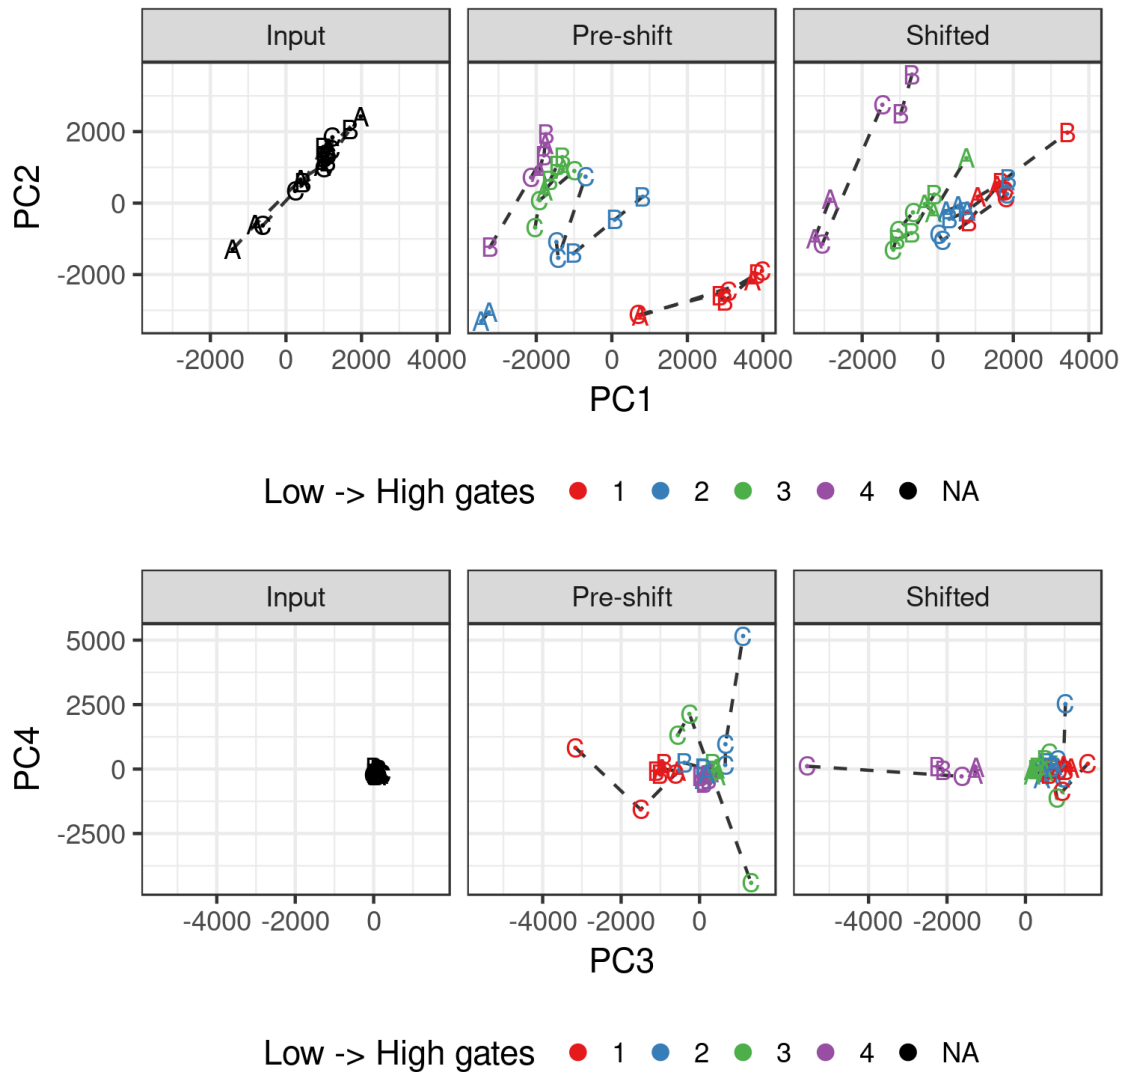 Input Pre-shift Shifted
PC2
2000
0
-2000
-2000 0 2000 4000 -2000 0 2000 4000 -2000 0 2000 4000
PC1
Low -> High gates 1 2 3 4 NA
Input Pre-shift Shifted
PC4
5000
2500
0
-2500
-4000 -2000 0 -4000 -2000 0 -4000 -2000 0
PC3
Low -> High gates 1 2 3 4 NA